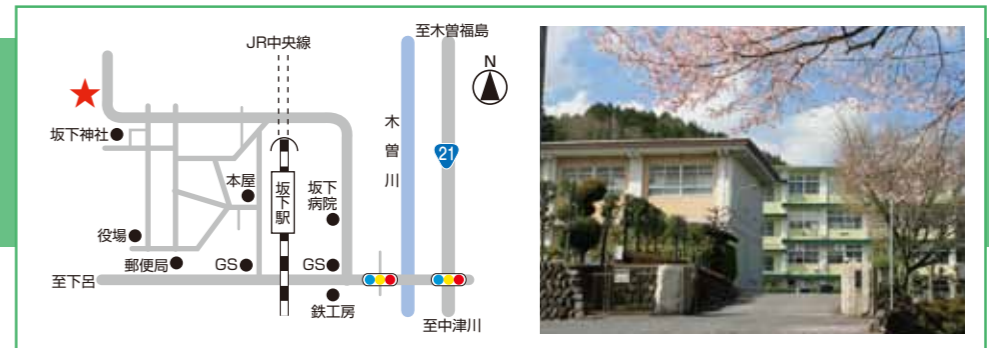 JR中央線
至木曽福島
N
坂下神社
木曽川
21
本屋
坂下駅
坂下
病院
役場
郵便局
GS
GS
至下呂
鉄工房
至中津川